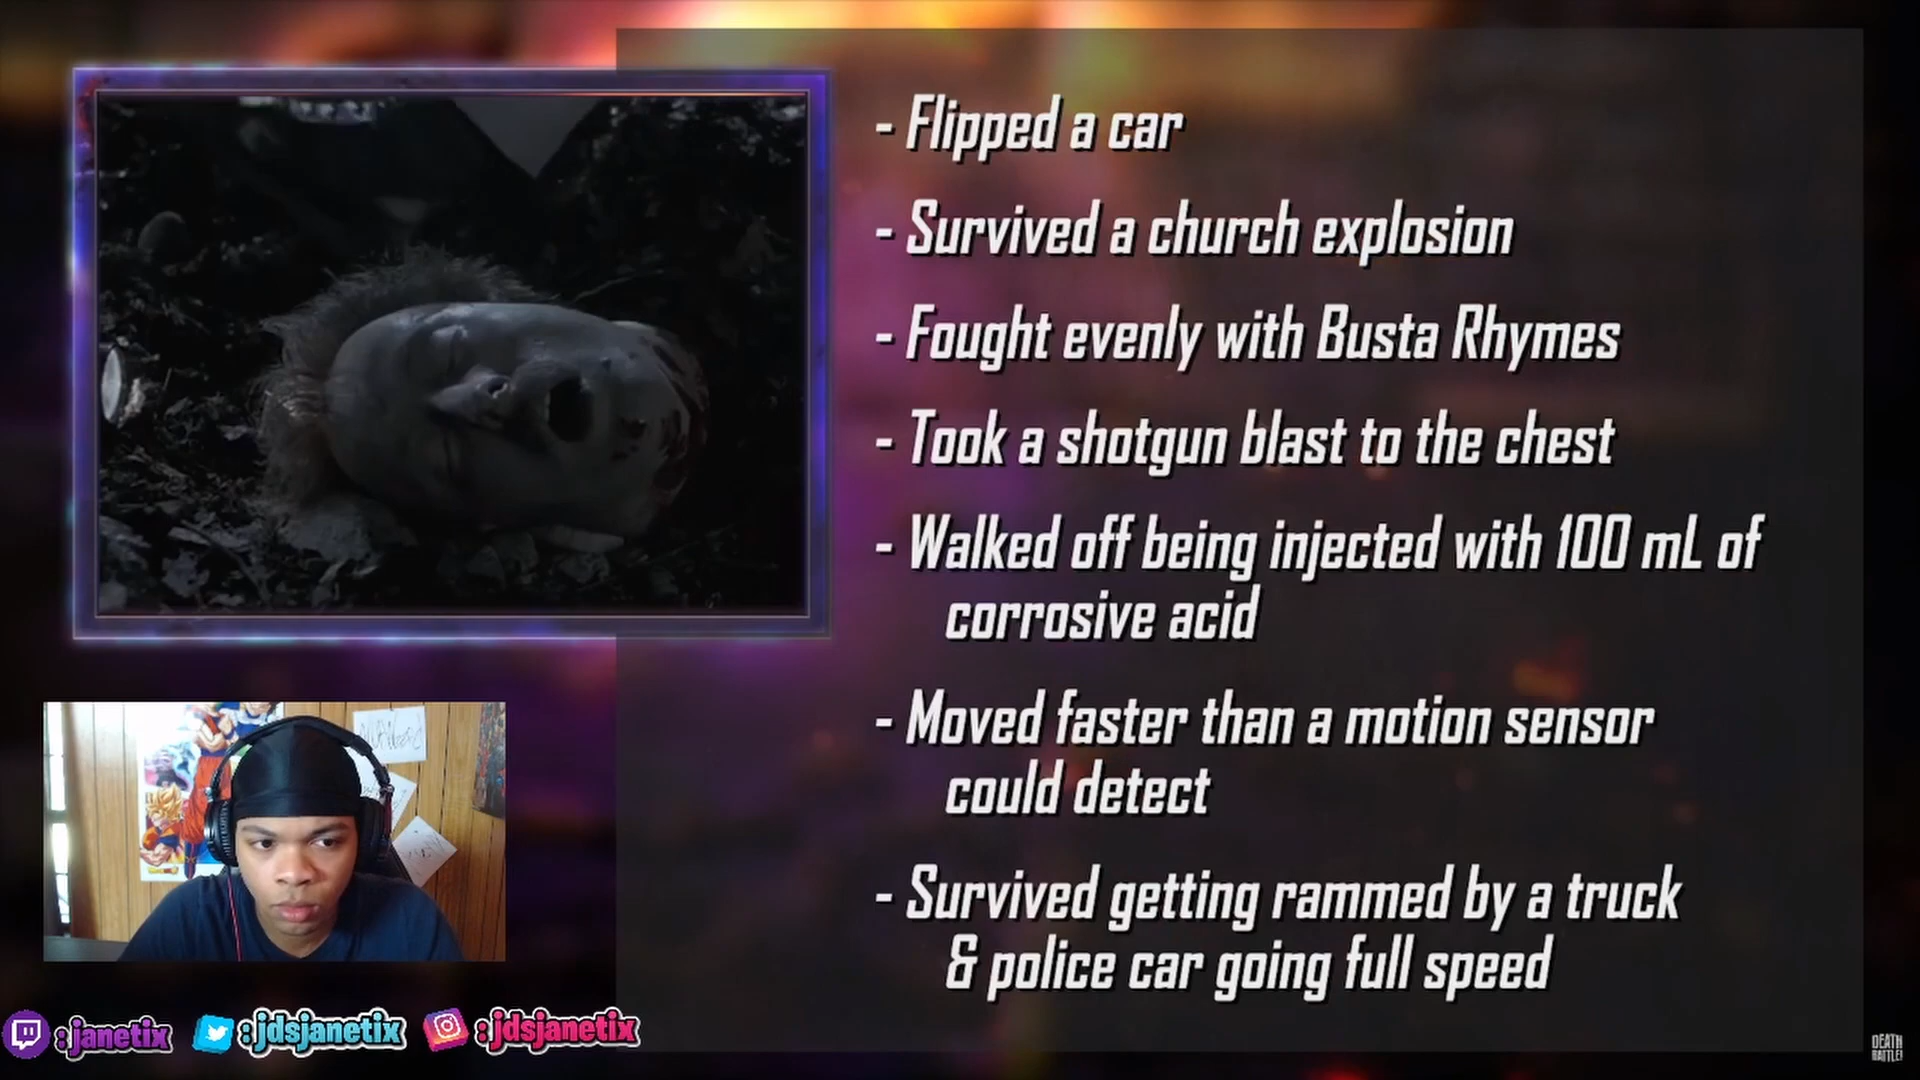 - Flipped a car
- Survived a church explosion
- Fought evenly with Busta Rhymes
- Took a shotgun blast to the chest
- Walked off being injected with 100 mL of
corrosive acid
- Moved faster than a motion sensor
could detect
- Survived getting rammed by a truck
& police car going full speed
:janetix
:jdsjanetix
:jdsjanetix
DEATH
BATTLE!